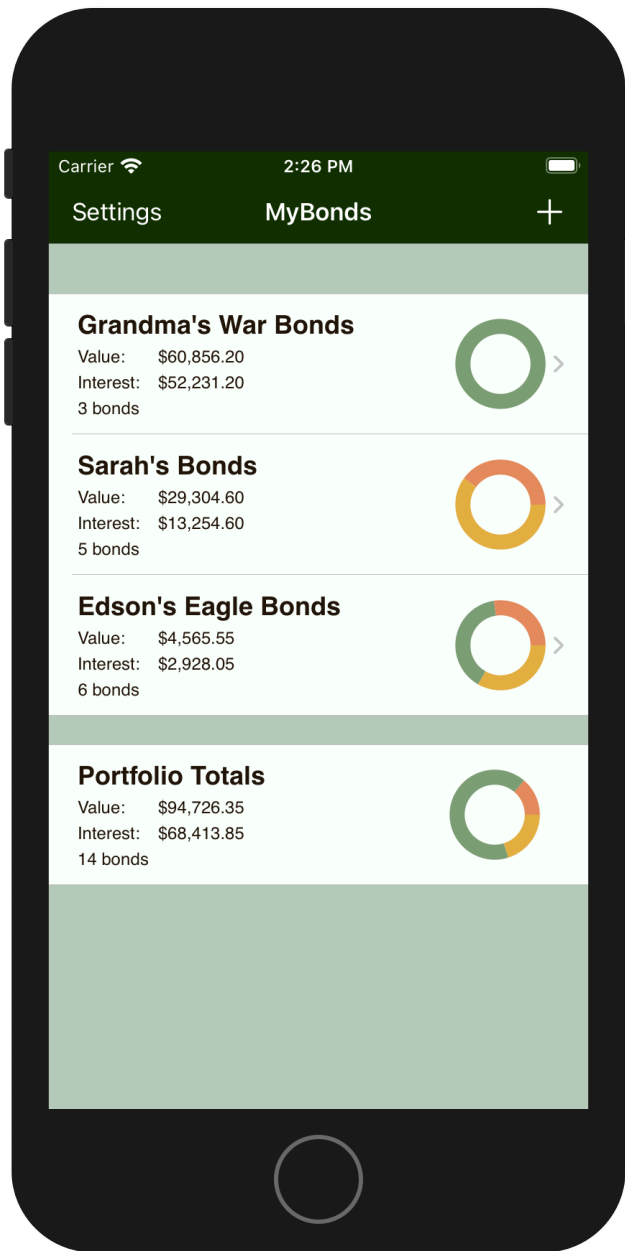 Carrier 2:26 PM
Settings MyBonds +
Grandma's War Bonds
Value: $60,856.20
Interest: $52,231.20
3 bonds
Sarah's Bonds
Value: $29,304.60
Interest: $13,254.60
5 bonds
Edson's Eagle Bonds
Value: $4,565.55
Interest: $2,928.05
6 bonds
Portfolio Totals
Value: $94,726.35
Interest: $68,413.85
14 bonds